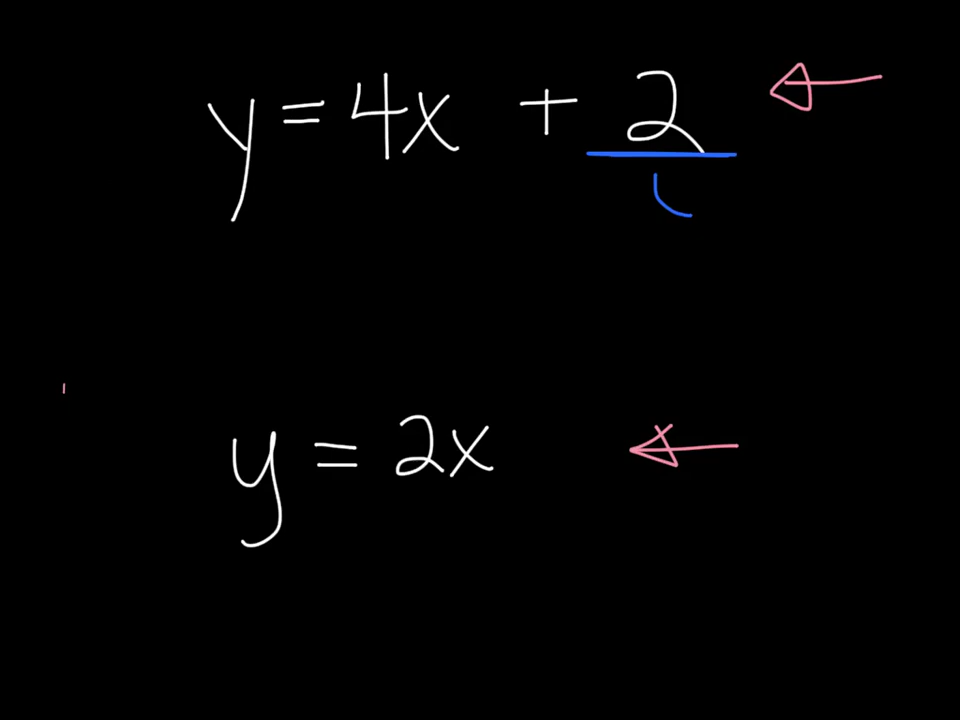 y = 4x + 2
y = 2x